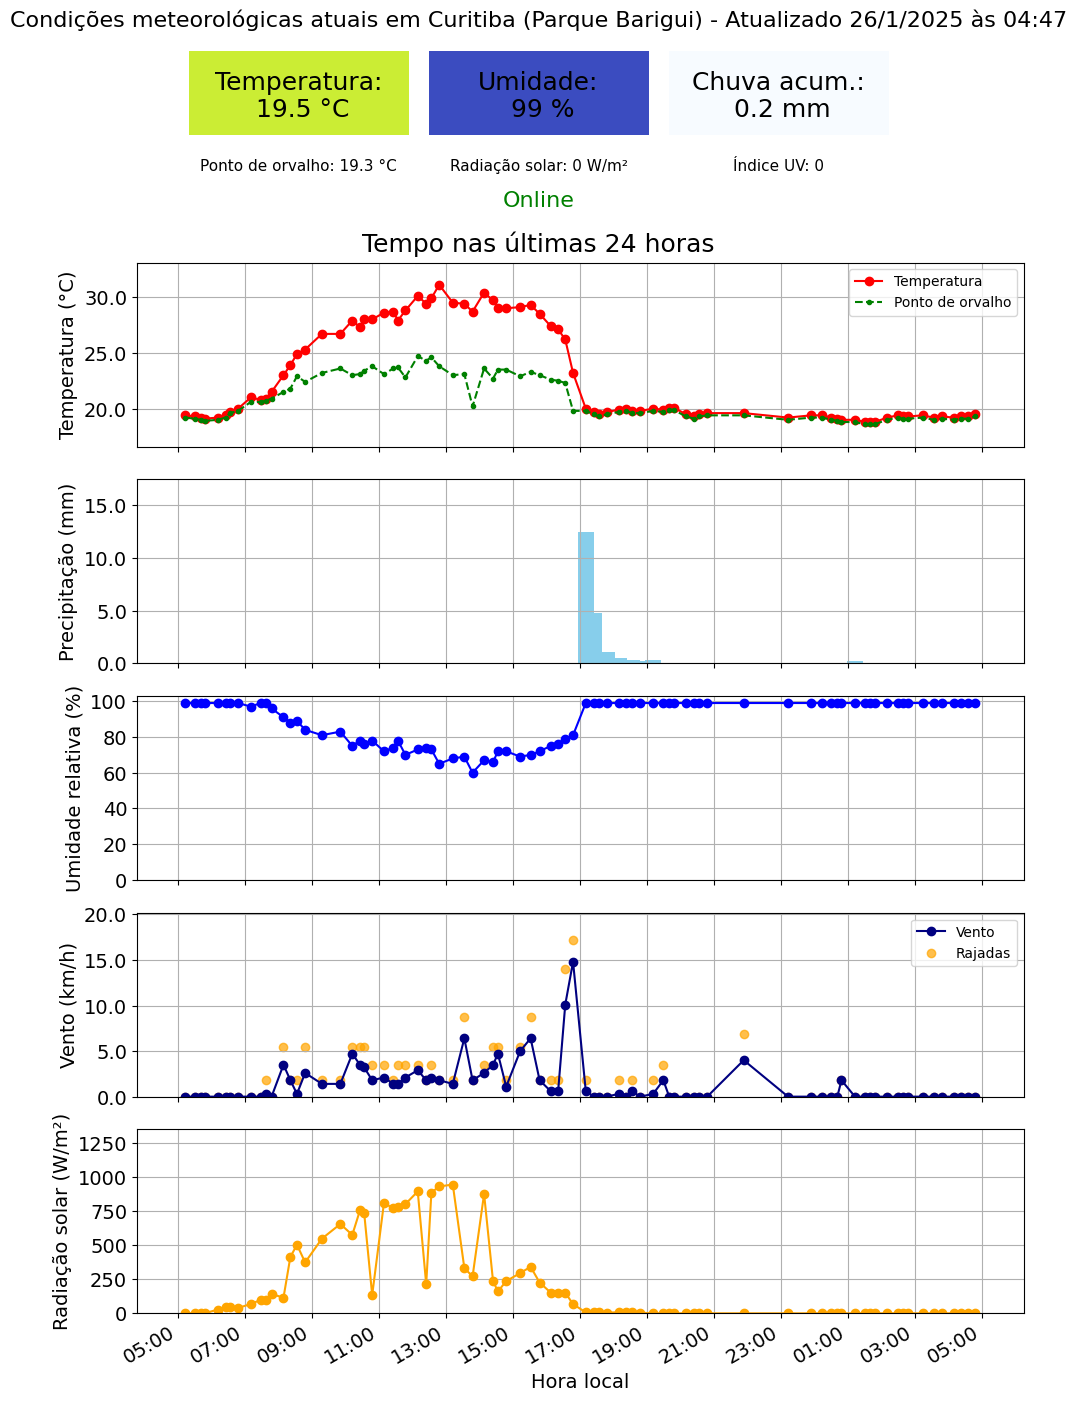 Condições meteorológicas atuais em Curitiba (Parque Barigui) - Atualizado 26/1/2025 às 04:47
Temperatura:
19.5 °C
Umidade:
99 %
Chuva acum.:
0.2 mm
Ponto de orvalho: 19.3 °C
Radiação solar: 0 W/m²
Índice UV: 0
Online
Tempo nas últimas 24 horas
Temperatura (°C)
30.0
25.0
20.0
Temperatura
Ponto de orvalho
Precipitação (mm)
15.0
10.0
5.0
0.0
Umidade relativa (%)
100
80
60
40
20
0
Vento (km/h)
20.0
15.0
10.0
5.0
0.0
Vento
Rajadas
Radiação solar (W/m²)
1250
1000
750
500
250
0
05:00
07:00
09:00
11:00
13:00
15:00
17:00
19:00
21:00
23:00
01:00
03:00
05:00
Hora local